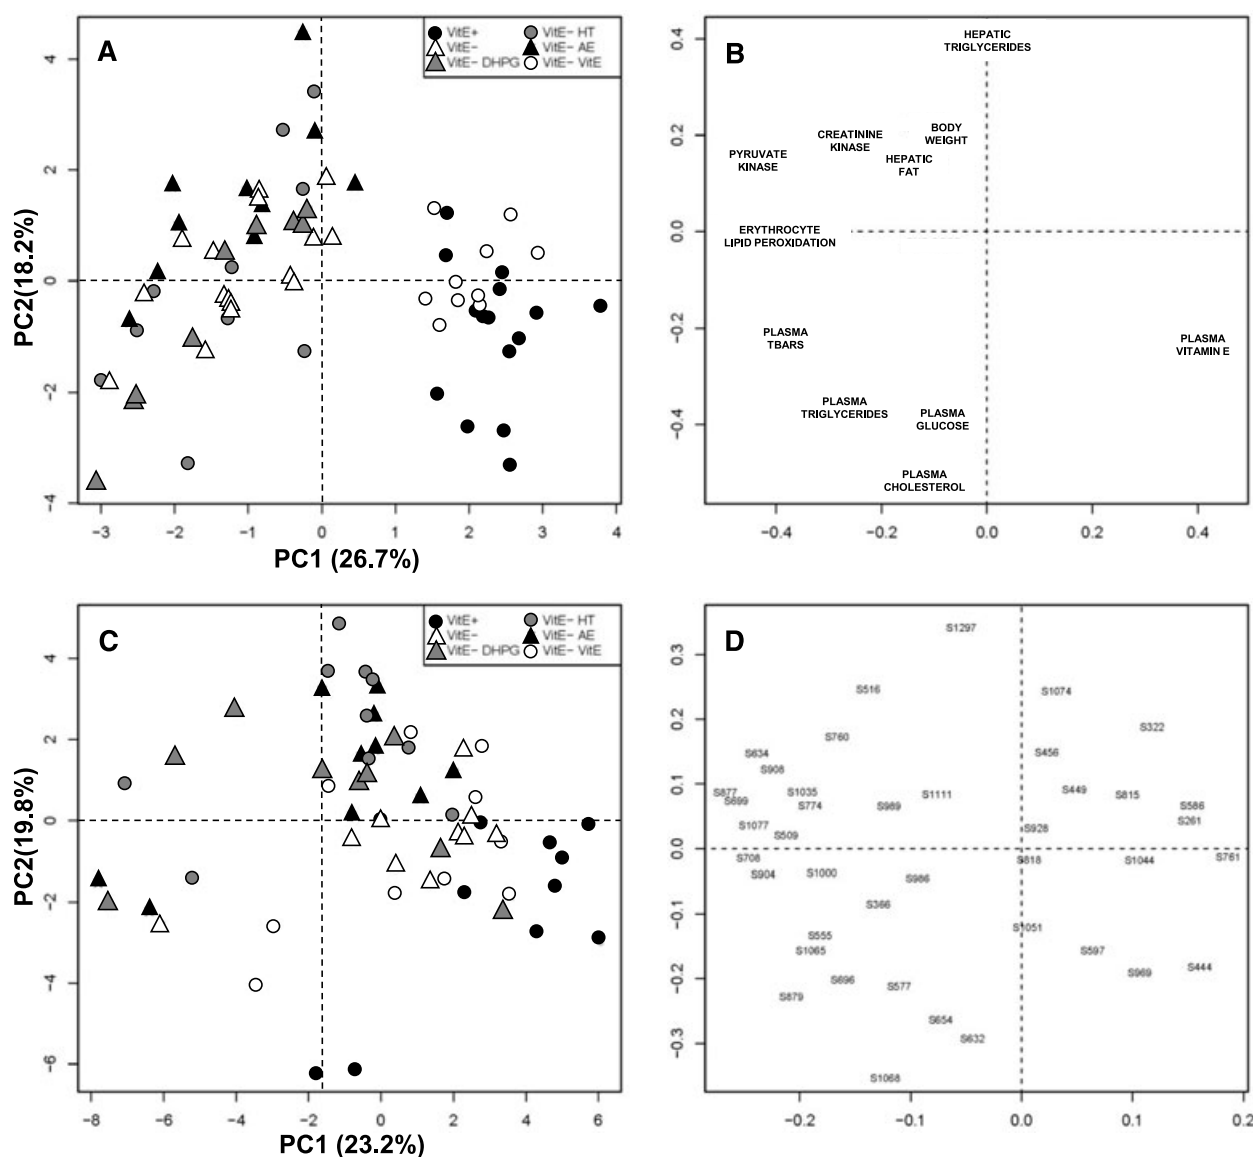 A
VitE+
VitE−
VitE− DHPG
VitE− HT
VitE− AE
VitE− VitE
4
2
0
−2
−4
PC2(18.2%)
−3 −2 −1 0 1 2 3 4
PC1 (26.7%)
B
HEPATIC
TRIGLYCERIDES
BODY
WEIGHT
CREATININE
KINASE
HEPATIC
FAT
PYRUVATE
KINASE
ERYTHROCYTE
LIPID PEROXIDATION
PLASMA
TBARS
PLASMA
VITAMIN E
PLASMA
TRIGLYCERIDES
PLASMA
GLUCOSE
PLASMA
CHOLESTEROL
0.4
0.2
0.0
−0.2
−0.4
−0.4 −0.2 0.0 0.2 0.4
C
VitE+
VitE−
VitE− DHPG
VitE− HT
VitE− AE
VitE− VitE
4
2
0
−2
−4
−6
PC2(19.8%)
−8 −6 −4 −2 0 2 4 6
PC1 (23.2%)
D
S1297
S516
S1074
S322
S760
S634
S456
S908
S877
S699
S1035
S774
S989
S1111
S449
S815
S586
S261
S1077
S509
S928
S708
S904
S1000
S986
S818
S1044
S761
S366
S555
S1065
S1051
S597
S696
S577
S969
S444
S879
S654
S632
S1068
0.3
0.2
0.1
0.0
−0.1
−0.2
−0.3
−0.2 −0.1 0.0 0.1 0.2